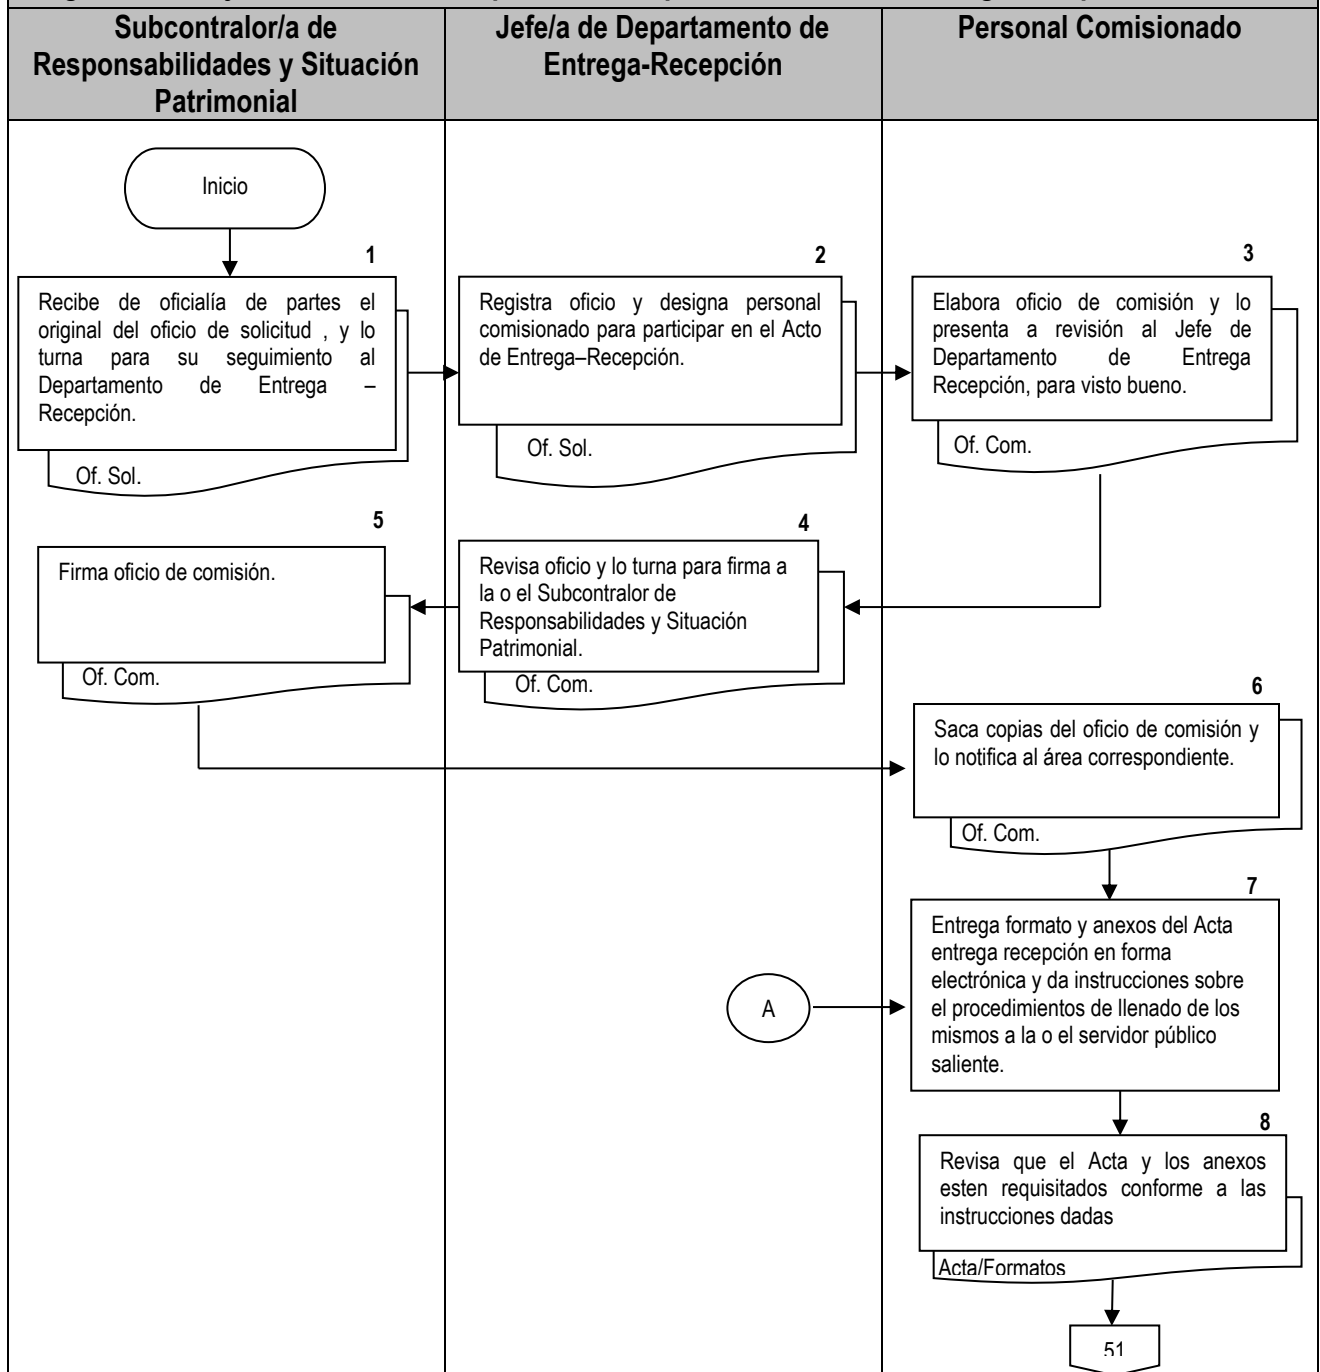 Subcontralor/a de
Responsabilidades y Situación
Patrimonial
Jefe/a de Departamento de
Entrega-Recepción
Personal Comisionado
Inicio
1
Recibe de oficialía de partes el
original del oficio de solicitud , y lo
turna para su seguimiento al
Departamento de Entrega –
Recepción.
Of. Sol.
2
Registra oficio y designa personal
comisionado para participar en el Acto
de Entrega–Recepción.
Of. Sol.
3
Elabora oficio de comisión y lo
presenta a revisión al Jefe de
Departamento de Entrega
Recepción, para visto bueno.
Of. Com.
4
Revisa oficio y lo turna para firma a
la o el Subcontralor de
Responsabilidades y Situación
Patrimonial.
Of. Com.
5
Firma oficio de comisión.
Of. Com.
6
Saca copias del oficio de comisión y
lo notifica al área correspondiente.
Of. Com.
7
Entrega formato y anexos del Acta
entrega recepción en forma
electrónica y da instrucciones sobre
el procedimientos de llenado de los
mismos a la o el servidor público
saliente.
A
8
Revisa que el Acta y los anexos
esten requisitados conforme a las
instrucciones dadas
Acta/Formatos
51